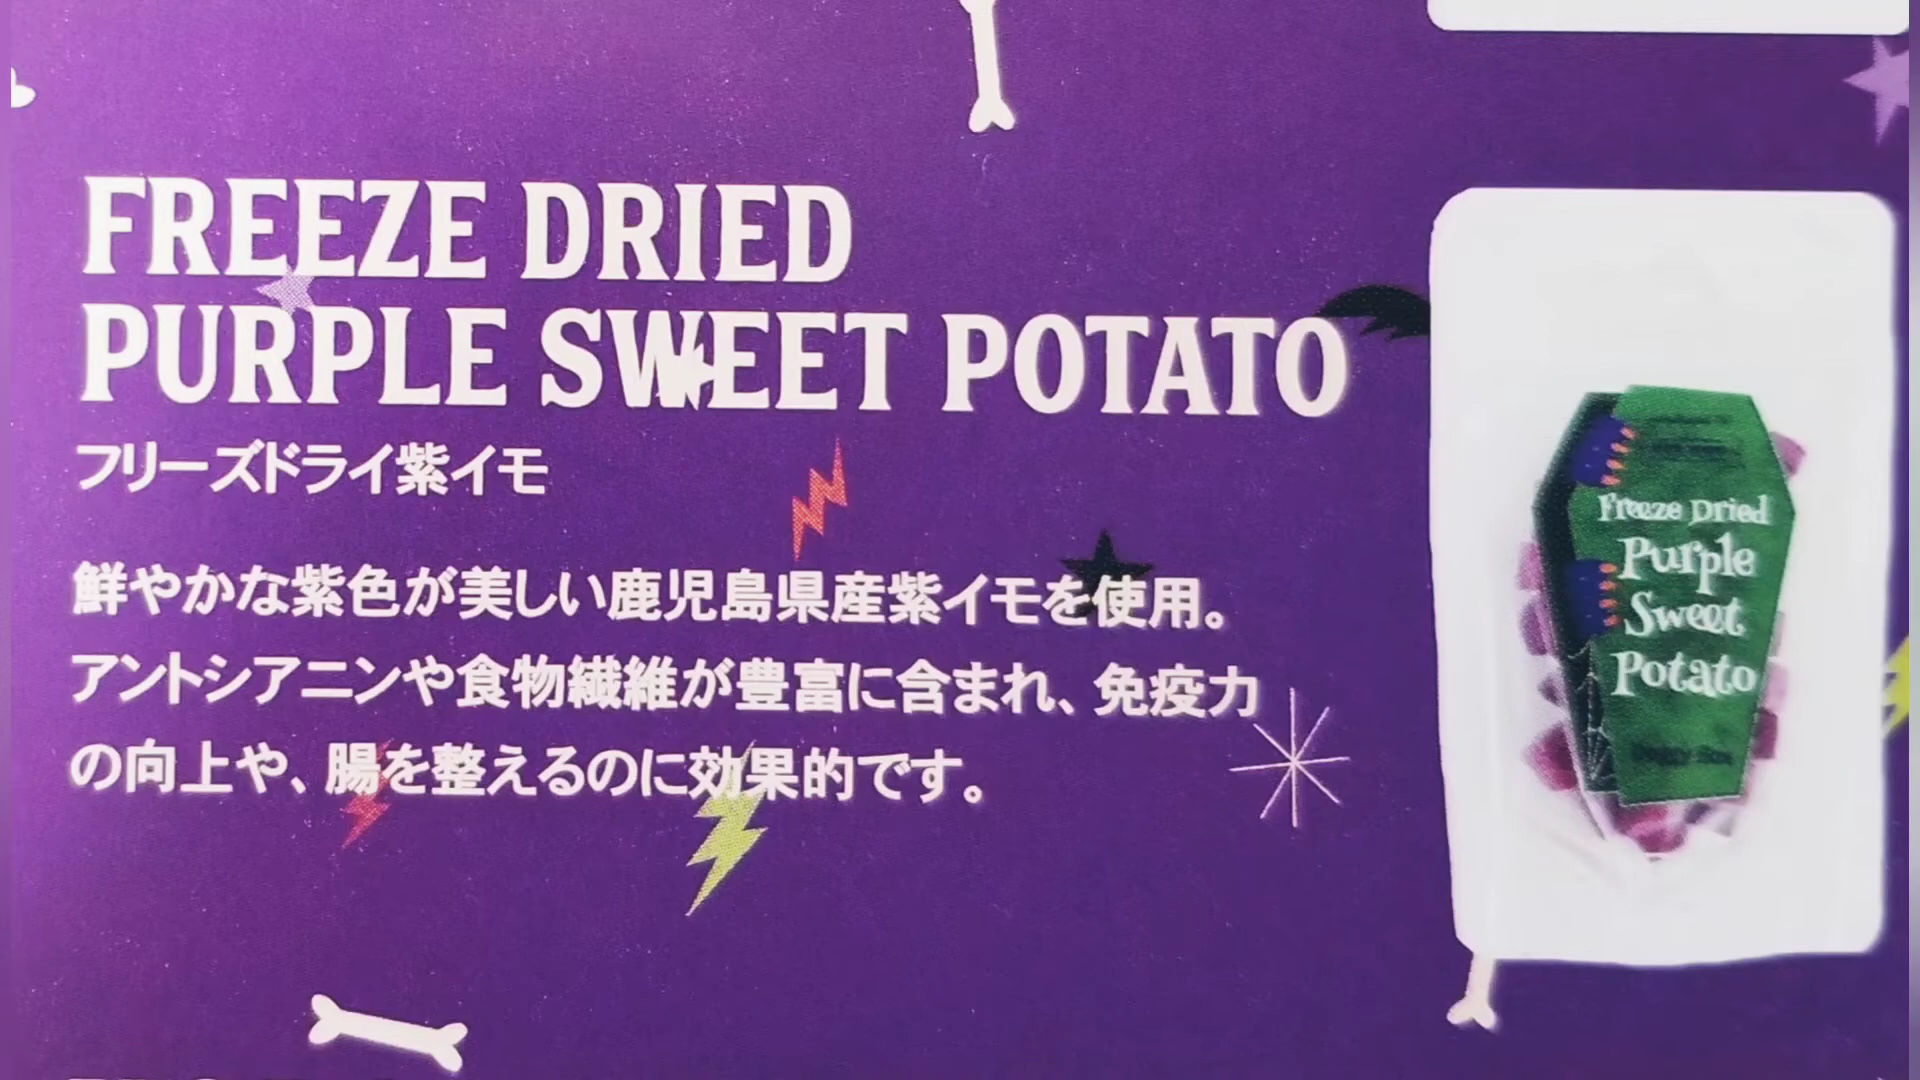 FREEZE DRIED
PURPLE SWEET POTATO
フリーズドライ紫イモ
鮮やかな紫色が美しい鹿児島県産紫イモを使用。
アントシアニンや食物繊維が豊富に含まれ、免疫力
の向上や、腸を整えるのに効果的です。
Freeze Dried
Purple
Sweet
Potato